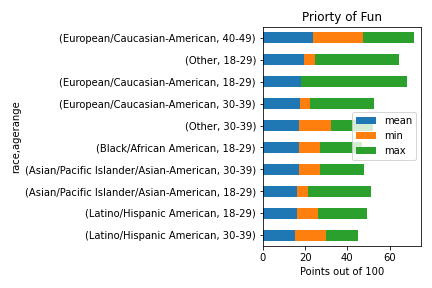 Priorty of Fun
race,agerange
(European/Caucasian-American, 40-49)
(Other, 18-29)
(European/Caucasian-American, 18-29)
(European/Caucasian-American, 30-39)
(Other, 30-39)
(Black/African American, 18-29)
(Asian/Pacific Islander/Asian-American, 30-39)
(Asian/Pacific Islander/Asian-American, 18-29)
(Latino/Hispanic American, 18-29)
(Latino/Hispanic American, 30-39)
mean
min
max
0 20 40 60
Points out of 100